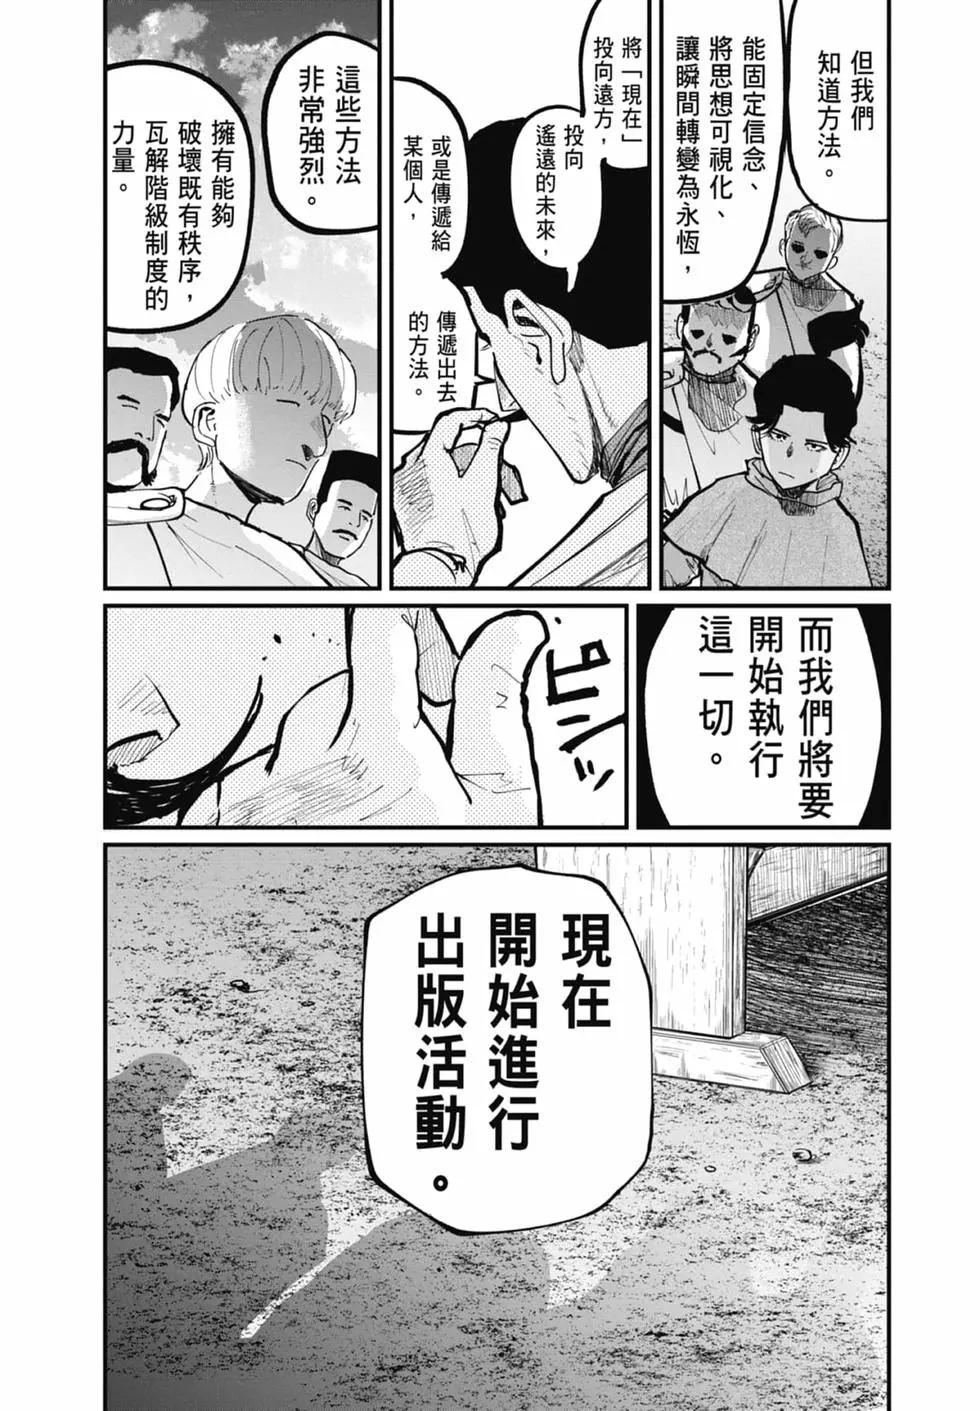 但我們
知道方法。
能固定信念、
將思想可視化、
讓瞬間轉變為永恆，
將「現在」
投向遠方，
投向
遙遠的未來，
或是傳遞給
某個人，
傳遞出去
的方法。
這些方法
非常強烈。
擁有能夠
破壞既有秩序，
瓦解階級制度的
力量。
而我們將要
開始執行
這一切。
現在
開始進行
出版活動。